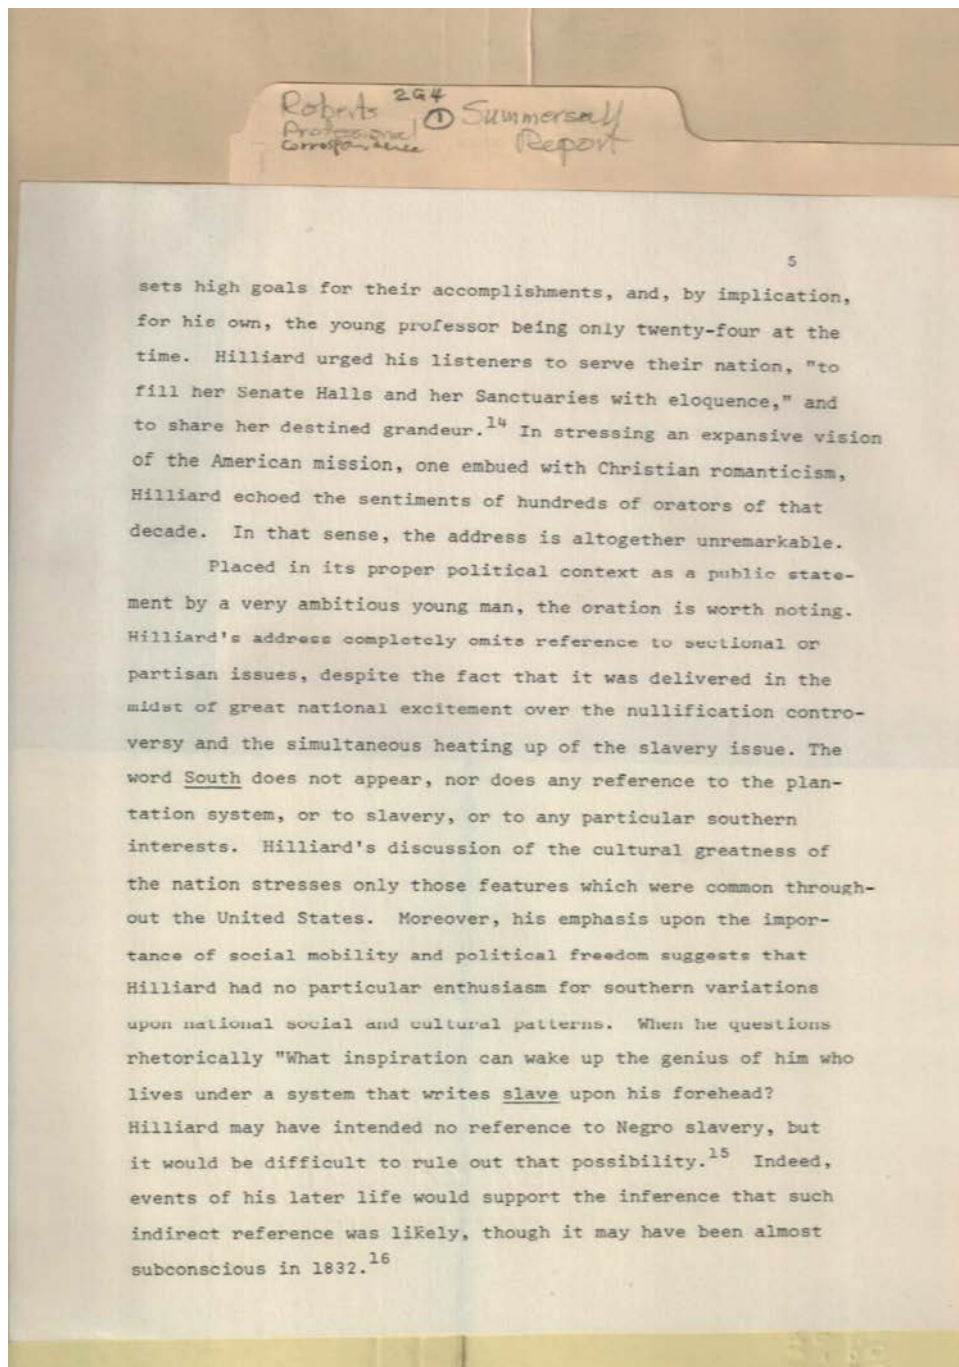 Roberts 2G4 ① Summersell
Professional Report
Correspondence
5
sets high goals for their accomplishments, and, by implication,
for his own, the young professor being only twenty-four at the
time. Hilliard urged his listeners to serve their nation, "to
fill her Senate Halls and her Sanctuaries with eloquence," and
to share her destined grandeur.14 In stressing an expansive vision
of the American mission, one embued with Christian romanticism,
Hilliard echoed the sentiments of hundreds of orators of that
decade. In that sense, the address is altogether unremarkable.
Placed in its proper political context as a public state-
ment by a very ambitious young man, the oration is worth noting.
Hilliard's address completely omits reference to sectional or
partisan issues, despite the fact that it was delivered in the
midst of great national excitement over the nullification contro-
versy and the simultaneous heating up of the slavery issue. The
word South does not appear, nor does any reference to the plan-
tation system, or to slavery, or to any particular southern
interests. Hilliard's discussion of the cultural greatness of
the nation stresses only those features which were common through-
out the United States. Moreover, his emphasis upon the impor-
tance of social mobility and political freedom suggests that
Hilliard had no particular enthusiasm for southern variations
upon national social and cultural patterns. When he questions
rhetorically "What inspiration can wake up the genius of him who
lives under a system that writes slave upon his forehead?
Hilliard may have intended no reference to Negro slavery, but
it would be difficult to rule out that possibility.15 Indeed,
events of his later life would support the inference that such
indirect reference was likely, though it may have been almost
subconscious in 1832.16